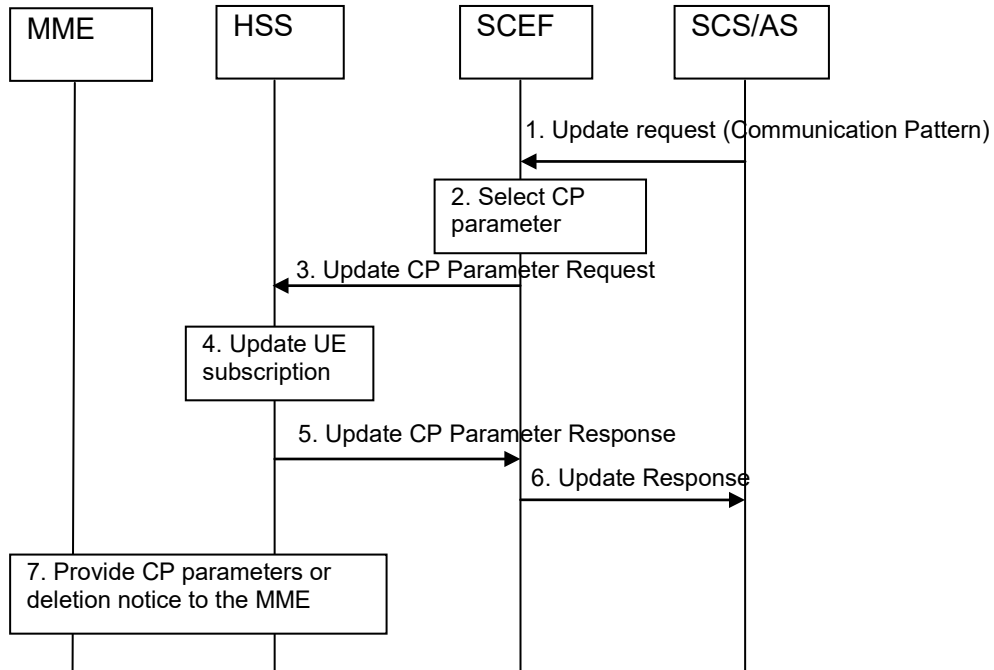 MME
HSS
SCEF
SCS/AS
1. Update request (Communication Pattern)
2. Select CP
parameter
3. Update CP Parameter Request
4. Update UE
subscription
5. Update CP Parameter Response
6. Update Response
7. Provide CP parameters or
deletion notice to the MME